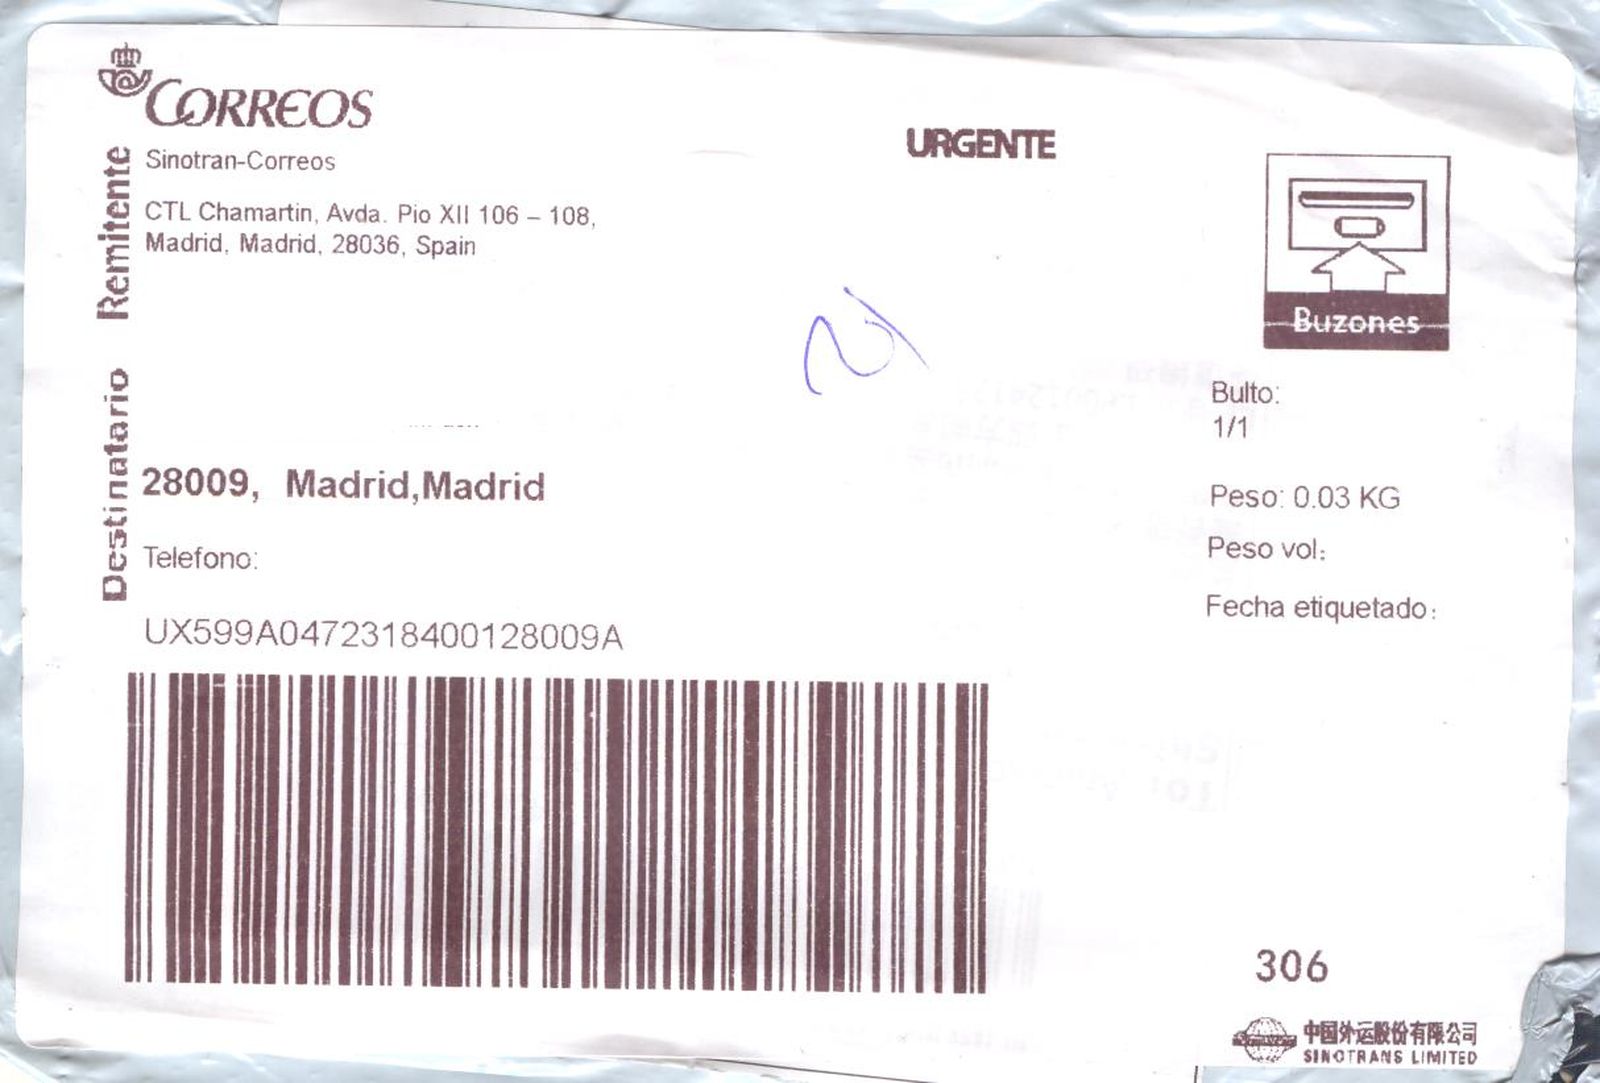 CORREOS
Remitente
Sinotran-Correos
CTL Chamartin, Avda. Pio XII 106 – 108,
Madrid, Madrid, 28036, Spain
URGENTE
Buzones
Destinatario
28009, Madrid,Madrid
Telefono:
UX599A0472318400128009A
Bulto:
1/1
Peso: 0.03 KG
Peso vol:
Fecha etiquetado:
306
中国外运股份有限公司
SINOTRANS LIMITED